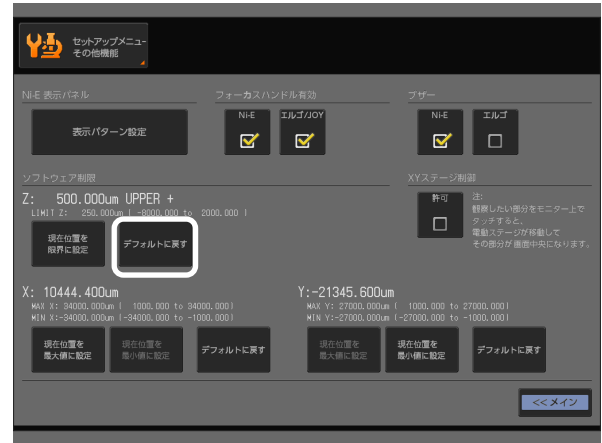 セットアップメニュー
その他機能
Ni-E 表示パネル
フォーカスハンドル有効
ブザー
表示パターン設定
Ni-E
エルゴ/JOY
Ni-E
エルゴ
ソフトウェア制限
XYステージ制御
Z: 500.000um UPPER +
LIMIT Z: 250.000um ( -8000.000 to 2000.000 )
現在位置を
限界に設定
デフォルトに戻す
許可
注:
観察したい部分をモニター上で
タッチすると、
電動ステージが移動して
その部分が画面中央になります。
X: 10444.400um
MAX X: 34000.000um ( 1000.000 to 34000.000)
MIN X:-34000.000um (-34000.000 to -1000.000)
現在位置を
最大値に設定
現在位置を
最小値に設定
デフォルトに戻す
Y:-21345.600um
MAX Y: 27000.000um ( 1000.000 to 27000.000)
MIN Y:-27000.000um (-27000.000 to -1000.000)
現在位置を
最大値に設定
現在位置を
最小値に設定
デフォルトに戻す
<<メイン